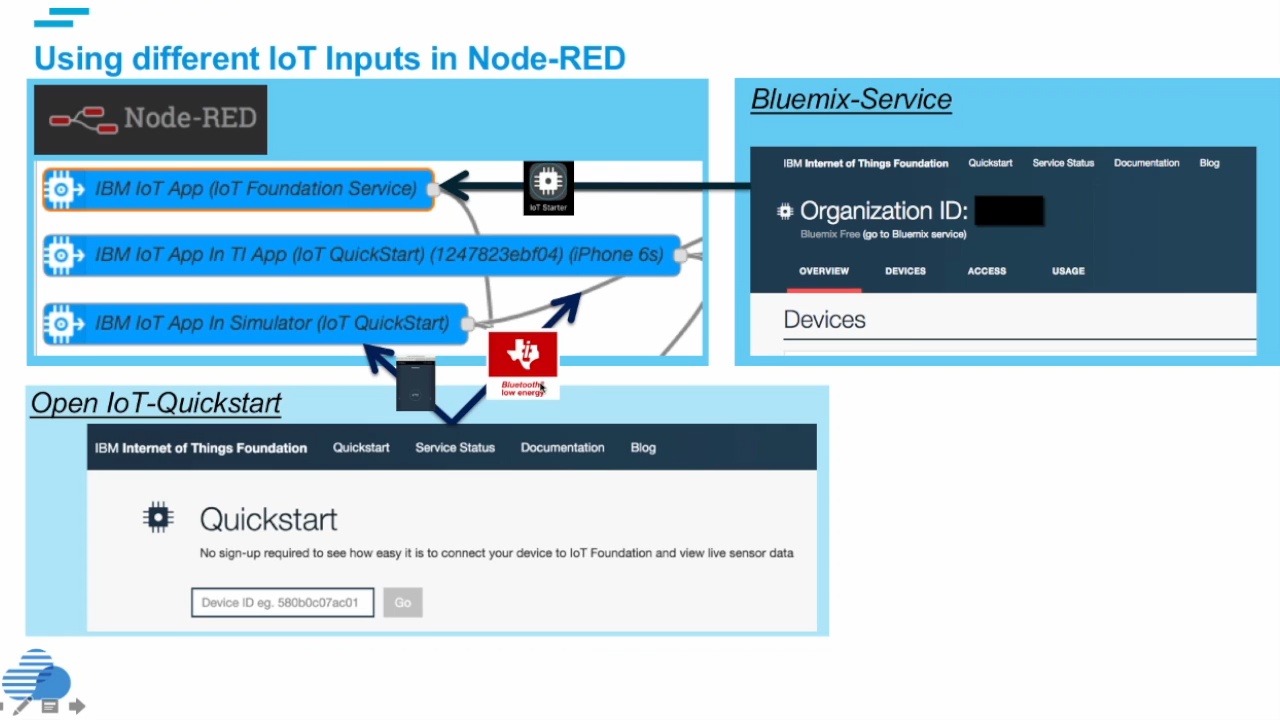 Using different IoT Inputs in Node-RED
Node-RED
IBM IoT App (IoT Foundation Service)
IoT Starter
IBM IoT App In TI App (IoT QuickStart) (1247823ebf04) (iPhone 6s)
IBM IoT App In Simulator (IoT QuickStart)
Bluetooth®
low energy
Bluemix-Service
IBM Internet of Things Foundation Quickstart Service Status Documentation Blog
Organization ID:
Bluemix Free (go to Bluemix service)
OVERVIEW DEVICES ACCESS USAGE
Devices
Open IoT-Quickstart
IBM Internet of Things Foundation Quickstart Service Status Documentation Blog
Quickstart
No sign-up required to see how easy it is to connect your device to IoT Foundation and view live sensor data
Device ID eg. 580b0c07ac01 Go